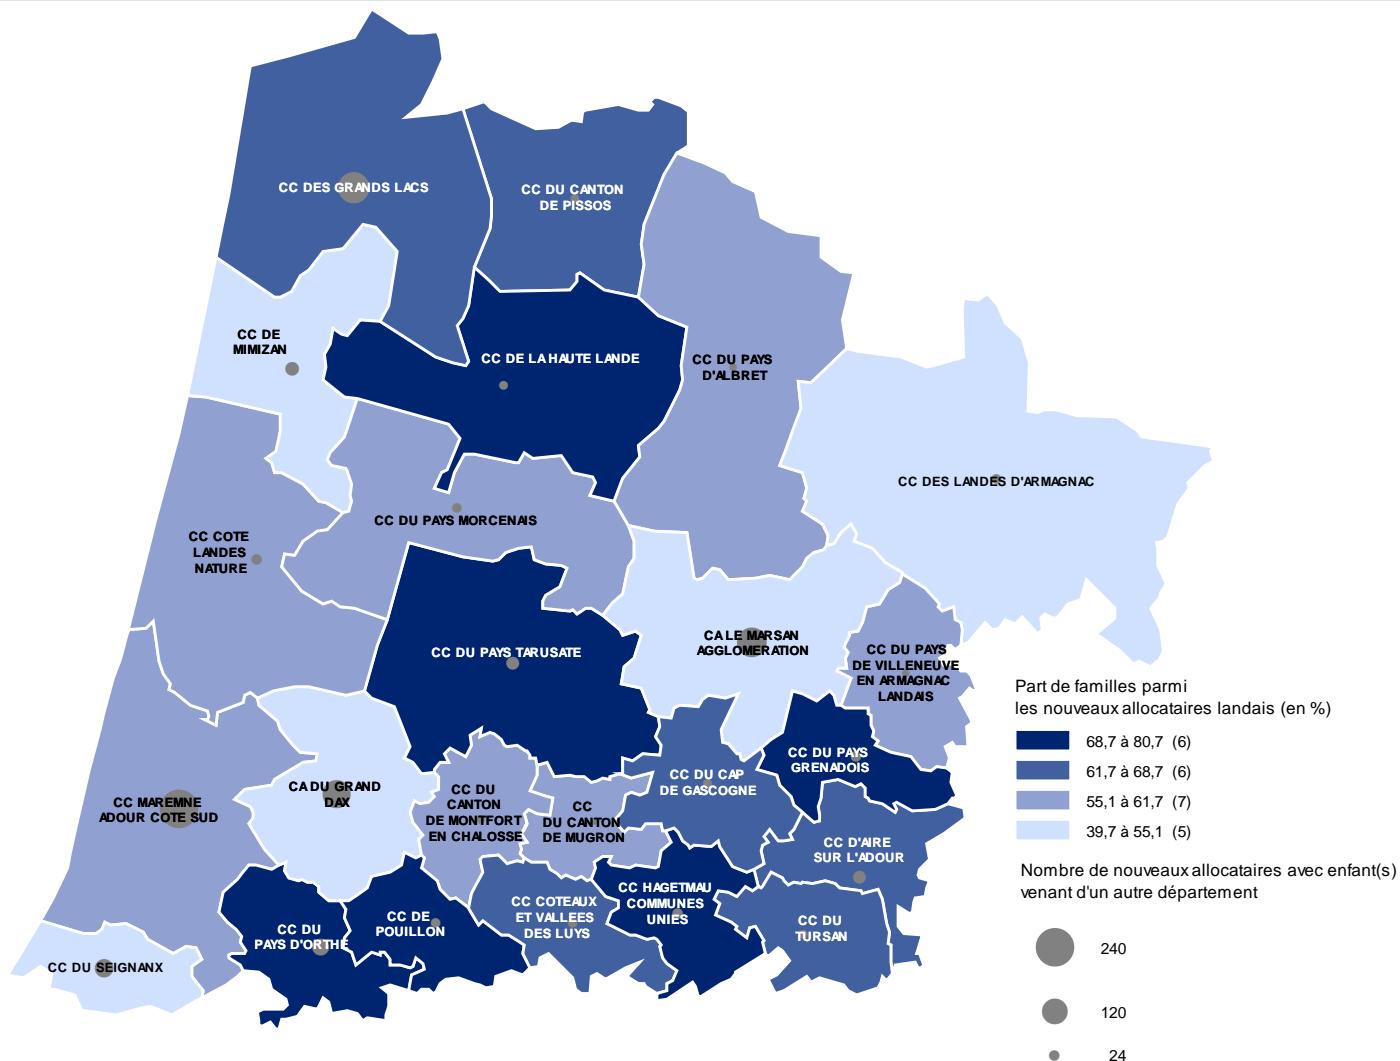 CC DES GRANDS LACS
CC DU CANTON
DE PISSOS
CC DE
MIMIZAN
CC DE LA HAUTE LANDE
CC DU PAYS
D'ALBRET
CC DES LANDES D'ARMAGNAC
CC DU PAYS MORCENAIS
CC COTE
LANDES
NATURE
CC DU PAYS TARUSATE
CA LE MARSAN
AGGLOMERATION
CC DU PAYS
DE VILLENEUVE
EN ARMAGNAC
LANDAIS
CC DU PAYS
GRENADOIS
CC DU CAP
DE GASCOGNE
CA DU GRAND
DAX
CC MAREMNE
ADOUR COTE SUD
CC DU
CANTON
DE MONTFORT
EN CHALOSSE
CC
DU CANTON
DE MUGRON
CC D'AIRE
SUR L'ADOUR
CC HAGETMAU
COMMUNES
UNIES
CC COTEAUX
ET VALLEES
DES LUYS
CC DU
TURSAN
CC DE
POUILLON
CC DU
PAYS D'ORTHE
CC DU SEIGNANX
Part de familles parmi
les nouveaux allocataires landais (en %)
68,7 à 80,7 (6)
61,7 à 68,7 (6)
55,1 à 61,7 (7)
39,7 à 55,1 (5)
Nombre de nouveaux allocataires avec enfant(s)
venant d'un autre département
240
120
24